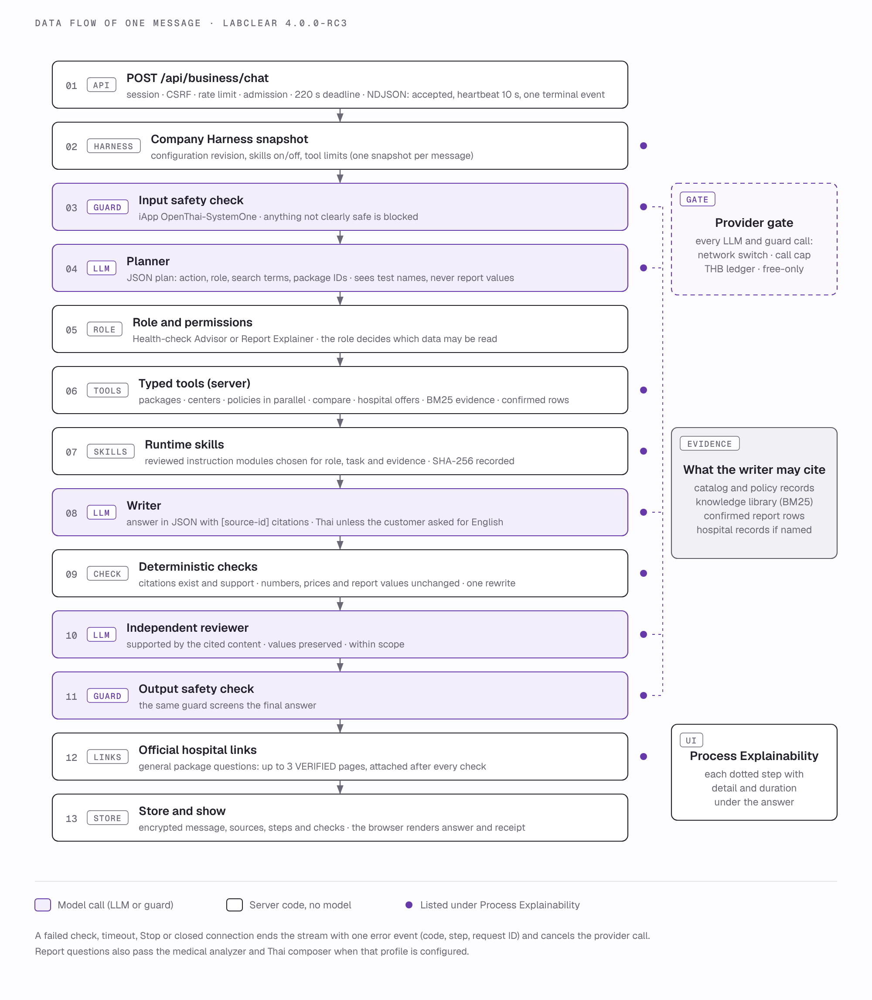 DATA FLOW OF ONE MESSAGE · LABCLEAR 4.0.0-RC3
01 API POST /api/business/chat
session · CSRF · rate limit · admission · 220 s deadline · NDJSON: accepted, heartbeat 10 s, one terminal event
02 HARNESS Company Harness snapshot
configuration revision, skills on/off, tool limits (one snapshot per message)
03 GUARD Input safety check
iApp OpenThai-SystemOne · anything not clearly safe is blocked
GATE
Provider gate
every LLM and guard call:
network switch · call cap
THB ledger · free-only
04 LLM Planner
JSON plan: action, role, search terms, package IDs · sees test names, never report values
05 ROLE Role and permissions
Health-check Advisor or Report Explainer · the role decides which data may be read
06 TOOLS Typed tools (server)
packages · centers · policies in parallel · compare · hospital offers · BM25 evidence · confirmed rows
07 SKILLS Runtime skills
reviewed instruction modules chosen for role, task and evidence · SHA-256 recorded
EVIDENCE
What the writer may cite
catalog and policy records
knowledge library (BM25)
confirmed report rows
hospital records if named
08 LLM Writer
answer in JSON with [source-id] citations · Thai unless the customer asked for English
09 CHECK Deterministic checks
citations exist and support · numbers, prices and report values unchanged · one rewrite
10 LLM Independent reviewer
supported by the cited content · values preserved · within scope
11 GUARD Output safety check
the same guard screens the final answer
12 LINKS Official hospital links
general package questions: up to 3 VERIFIED pages, attached after every check
UI
Process Explainability
each dotted step with
detail and duration
under the answer
13 STORE Store and show
encrypted message, sources, steps and checks · the browser renders answer and receipt
Model call (LLM or guard)
Server code, no model
Listed under Process Explainability
A failed check, timeout, Stop or closed connection ends the stream with one error event (code, step, request ID) and cancels the provider call.
Report questions also pass the medical analyzer and Thai composer when that profile is configured.